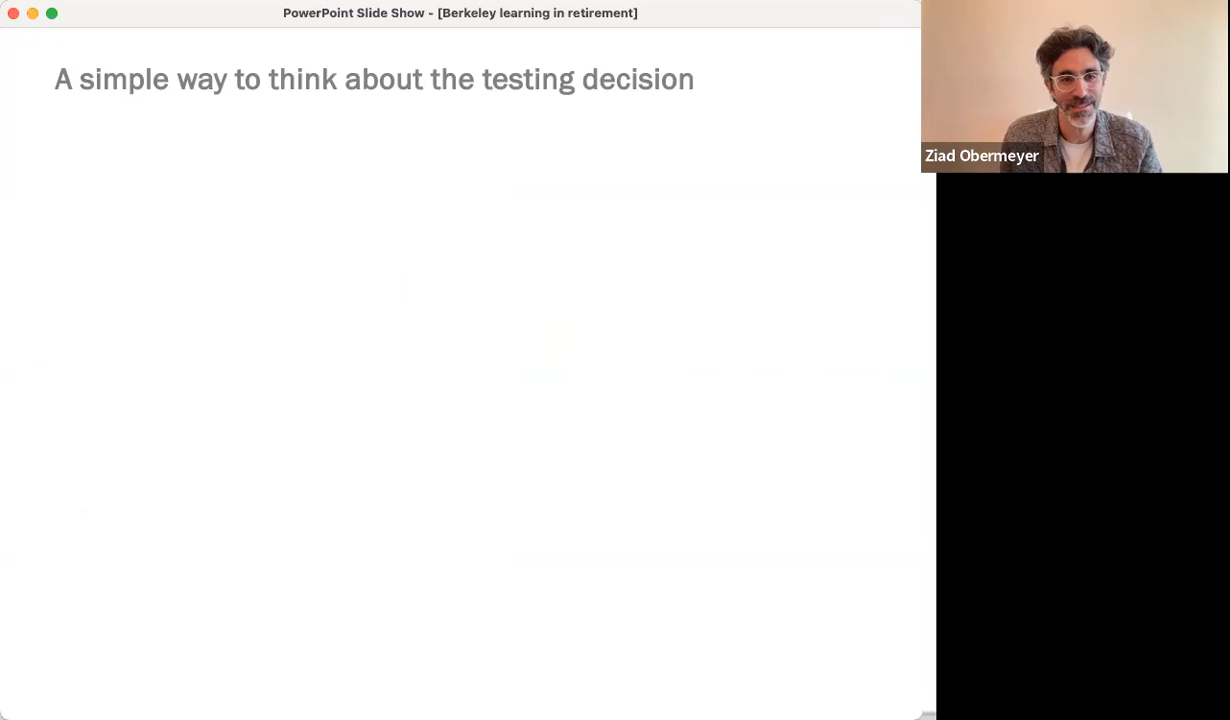 PowerPoint Slide Show - [Berkeley learning in retirement]
A simple way to think about the testing decision
Ziad Obermeyer